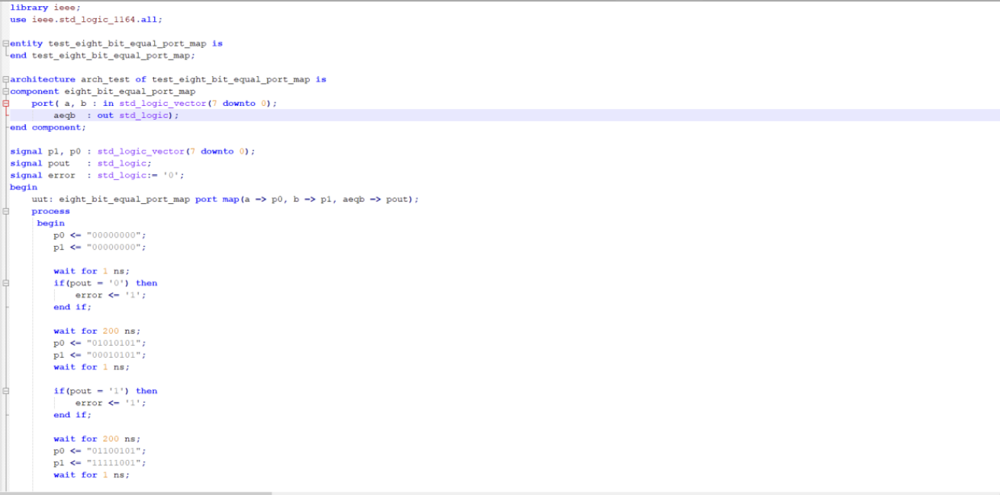 library ieee;
use ieee.std_logic_1164.all;
entity test_eight_bit_equal_port_map is
end test_eight_bit_equal_port_map;
architecture arch_test of test_eight_bit_equal_port_map is
component eight_bit_equal_port_map
port( a, b : in std_logic_vector(7 downto 0);
aeqb : out std_logic);
end component;
signal p1, p0 : std_logic_vector(7 downto 0);
signal pout : std_logic;
signal error : std_logic:= '0';
begin
uut: eight_bit_equal_port_map port map(a => p0, b => p1, aeqb => pout);
process
begin
p0 <= "00000000";
p1 <= "00000000";
wait for 1 ns;
if(pout = '0') then
error <= '1';
end if;
wait for 200 ns;
p0 <= "01010101";
p1 <= "00010101";
wait for 1 ns;
if(pout = '1') then
error <= '1';
end if;
wait for 200 ns;
p0 <= "01100101";
p1 <= "11111001";
wait for 1 ns;